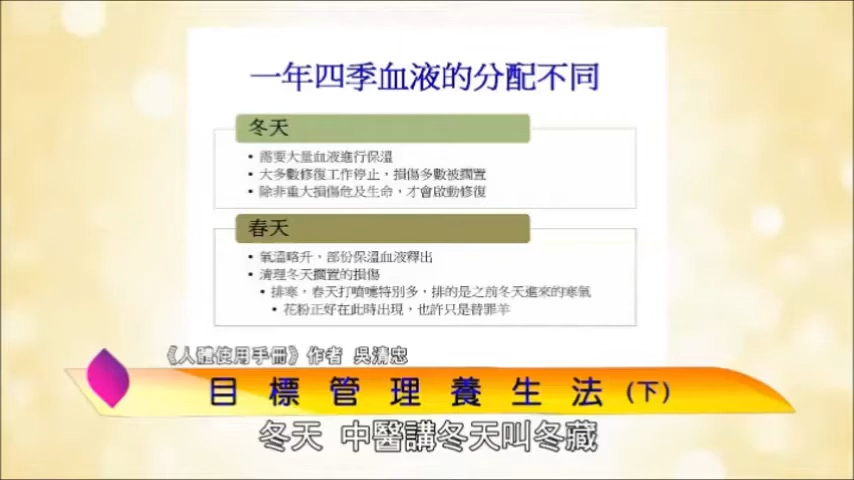 一年四季血液的分配不同
冬天
• 需要大量血液進行保溫
• 大多數修復工作停止，損傷多數被擱置
• 除非重大損傷危及生命，才會啟動修復
春天
• 氣溫略升，部份保溫血液釋出
• 清理冬天擱置的損傷
• 排寒，春天打噴嚏特別多，排的是之前冬天進來的寒氣
• 花粉正好在此時出現，也許只是替罪羊
《人體使用手冊》作者 吳清忠
目標管理養生法(下)
冬天 中醫講冬天叫冬藏